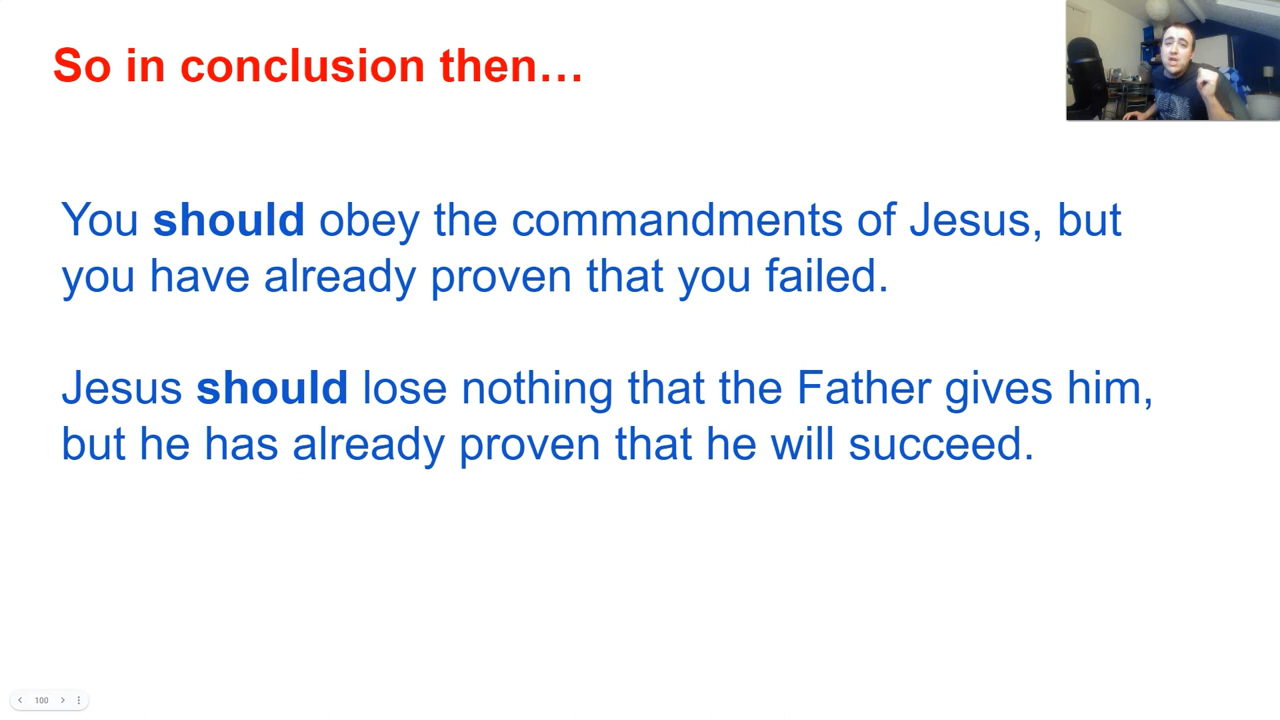 So in conclusion then…
You should obey the commandments of Jesus, but
you have already proven that you failed.
Jesus should lose nothing that the Father gives him,
but he has already proven that he will succeed.
100